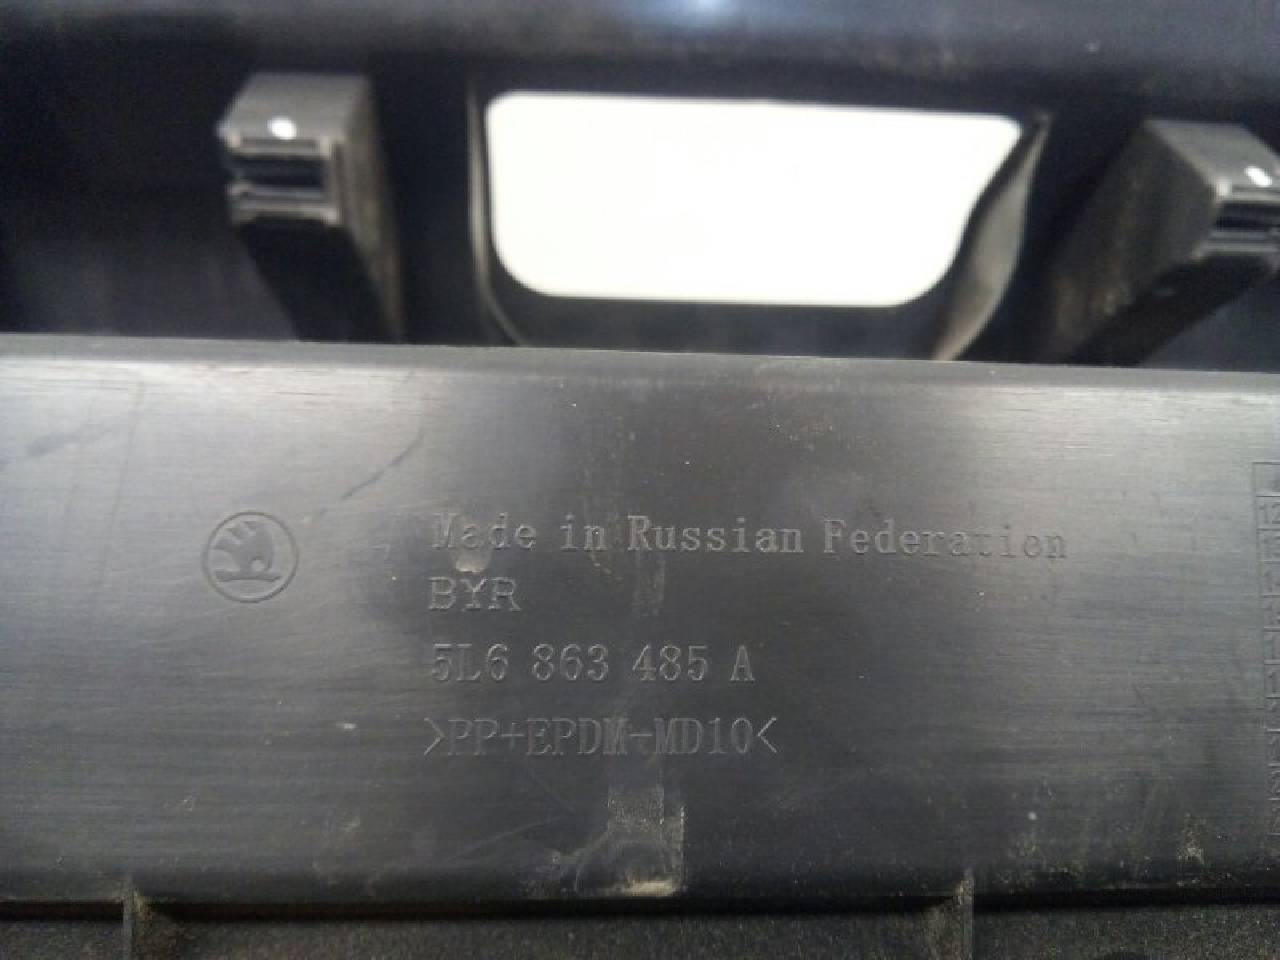 Made in Russian Federation
BYR
5L6 863 485 A
>PP+EPDM-MD10<